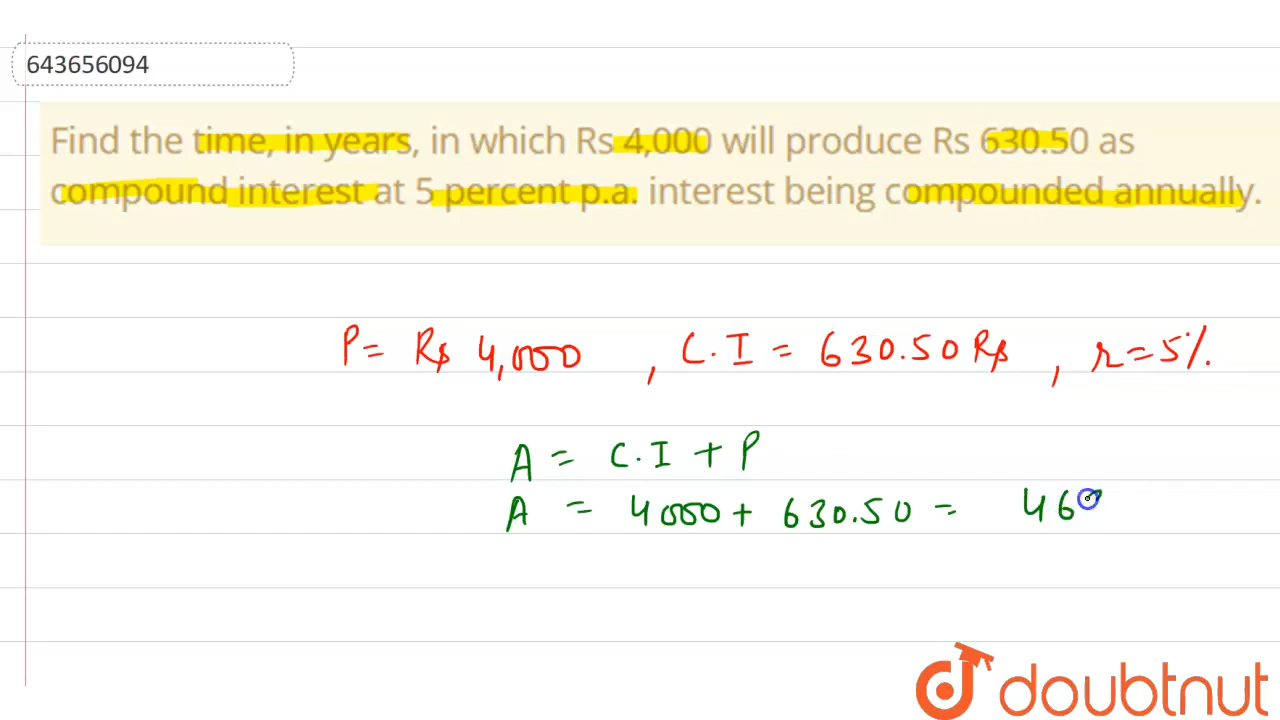 643656094
Find the time, in years, in which Rs 4,000 will produce Rs 630.50 as
compound interest at 5 percent p.a. interest being compounded annually.
P= Rs 4,000 , C.I = 630.50 Rs , r=5%.
A = C.I + P
A = 4000+ 630.50 = 46
doubtnut